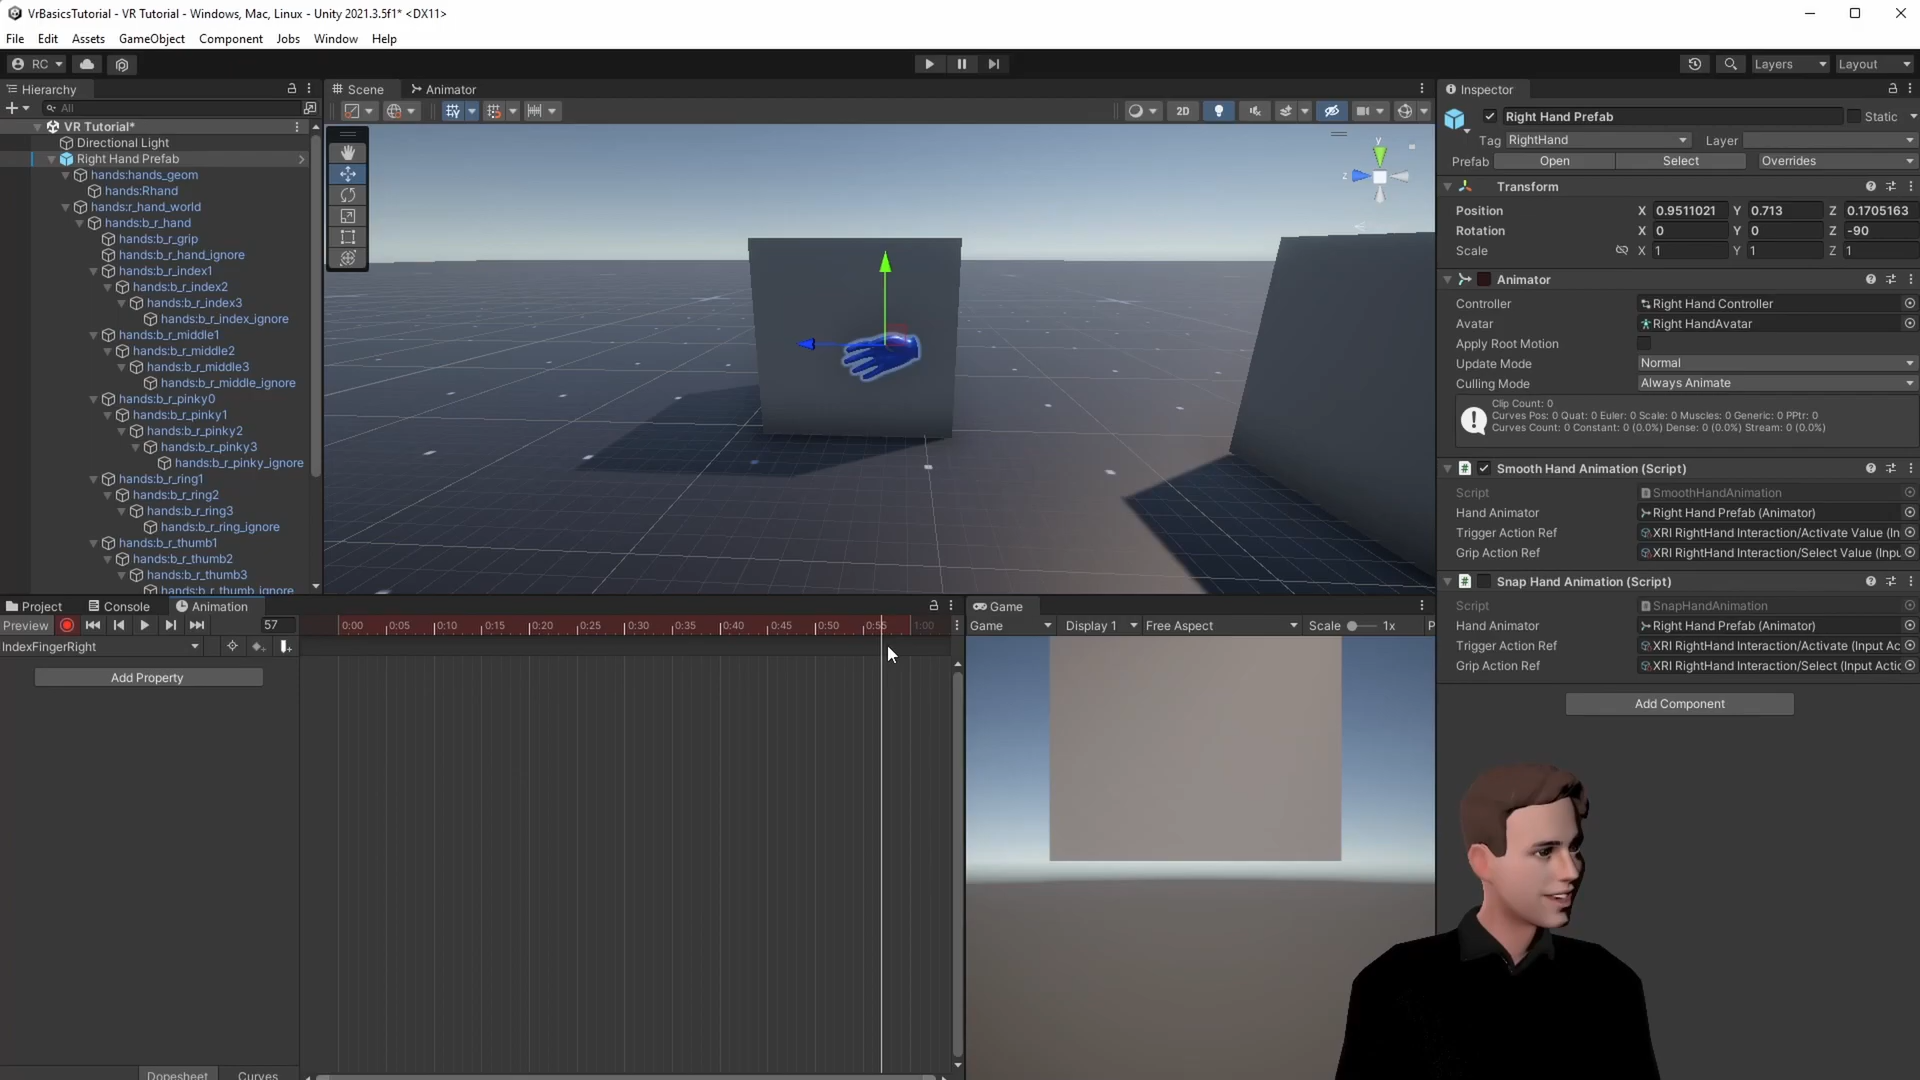 VrBasicsTutorial - VR Tutorial - Windows, Mac, Linux - Unity 2021.3.5f1* <DX11>
File Edit Assets GameObject Component Jobs Window Help
RC Layers Layout
Hierarchy
All
VR Tutorial*
Directional Light
Right Hand Prefab
hands:hands_geom
hands:Rhand
hands:r_hand_world
hands:b_r_hand
hands:b_r_grip
hands:b_r_hand_ignore
hands:b_r_index1
hands:b_r_index2
hands:b_r_index3
hands:b_r_index_ignore
hands:b_r_middle1
hands:b_r_middle2
hands:b_r_middle3
hands:b_r_middle_ignore
hands:b_r_pinky0
hands:b_r_pinky1
hands:b_r_pinky2
hands:b_r_pinky3
hands:b_r_pinky_ignore
hands:b_r_ring1
hands:b_r_ring2
hands:b_r_ring3
hands:b_r_ring_ignore
hands:b_r_thumb1
hands:b_r_thumb2
hands:b_r_thumb3
hands:b_r_thumb_ignore
Scene Animator
2D
y
z
Inspector
Right Hand Prefab Static
Tag RightHand Layer
Prefab Open Select Overrides
Transform
Position X 0.9511021 Y 0.713 Z 0.1705163
Rotation X 0 Y 0 Z -90
Scale X 1 Y 1 Z 1
Animator
Controller Right Hand Controller
Avatar Right HandAvatar
Apply Root Motion
Update Mode Normal
Culling Mode Always Animate
Clip Count: 0
Curves Pos: 0 Quat: 0 Euler: 0 Scale: 0 Muscles: 0 Generic: 0 PPtr: 0
Curves Count: 0 Constant: 0 (0.0%) Dense: 0 (0.0%) Stream: 0 (0.0%)
Smooth Hand Animation (Script)
Script SmoothHandAnimation
Hand Animator Right Hand Prefab (Animator)
Trigger Action Ref XRI RightHand Interaction/Activate Value (In
Grip Action Ref XRI RightHand Interaction/Select Value (Inpu
Snap Hand Animation (Script)
Script SnapHandAnimation
Hand Animator Right Hand Prefab (Animator)
Trigger Action Ref XRI RightHand Interaction/Activate (Input Ac
Grip Action Ref XRI RightHand Interaction/Select (Input Actio
Add Component
Project Console Animation
Preview 57 0:00 0:05 0:10 0:15 0:20 0:25 0:30 0:35 0:40 0:45 0:50 0:55 1:00
IndexFingerRight
Add Property
Dopesheet Curves
Game
Game Display 1 Free Aspect Scale 1x P